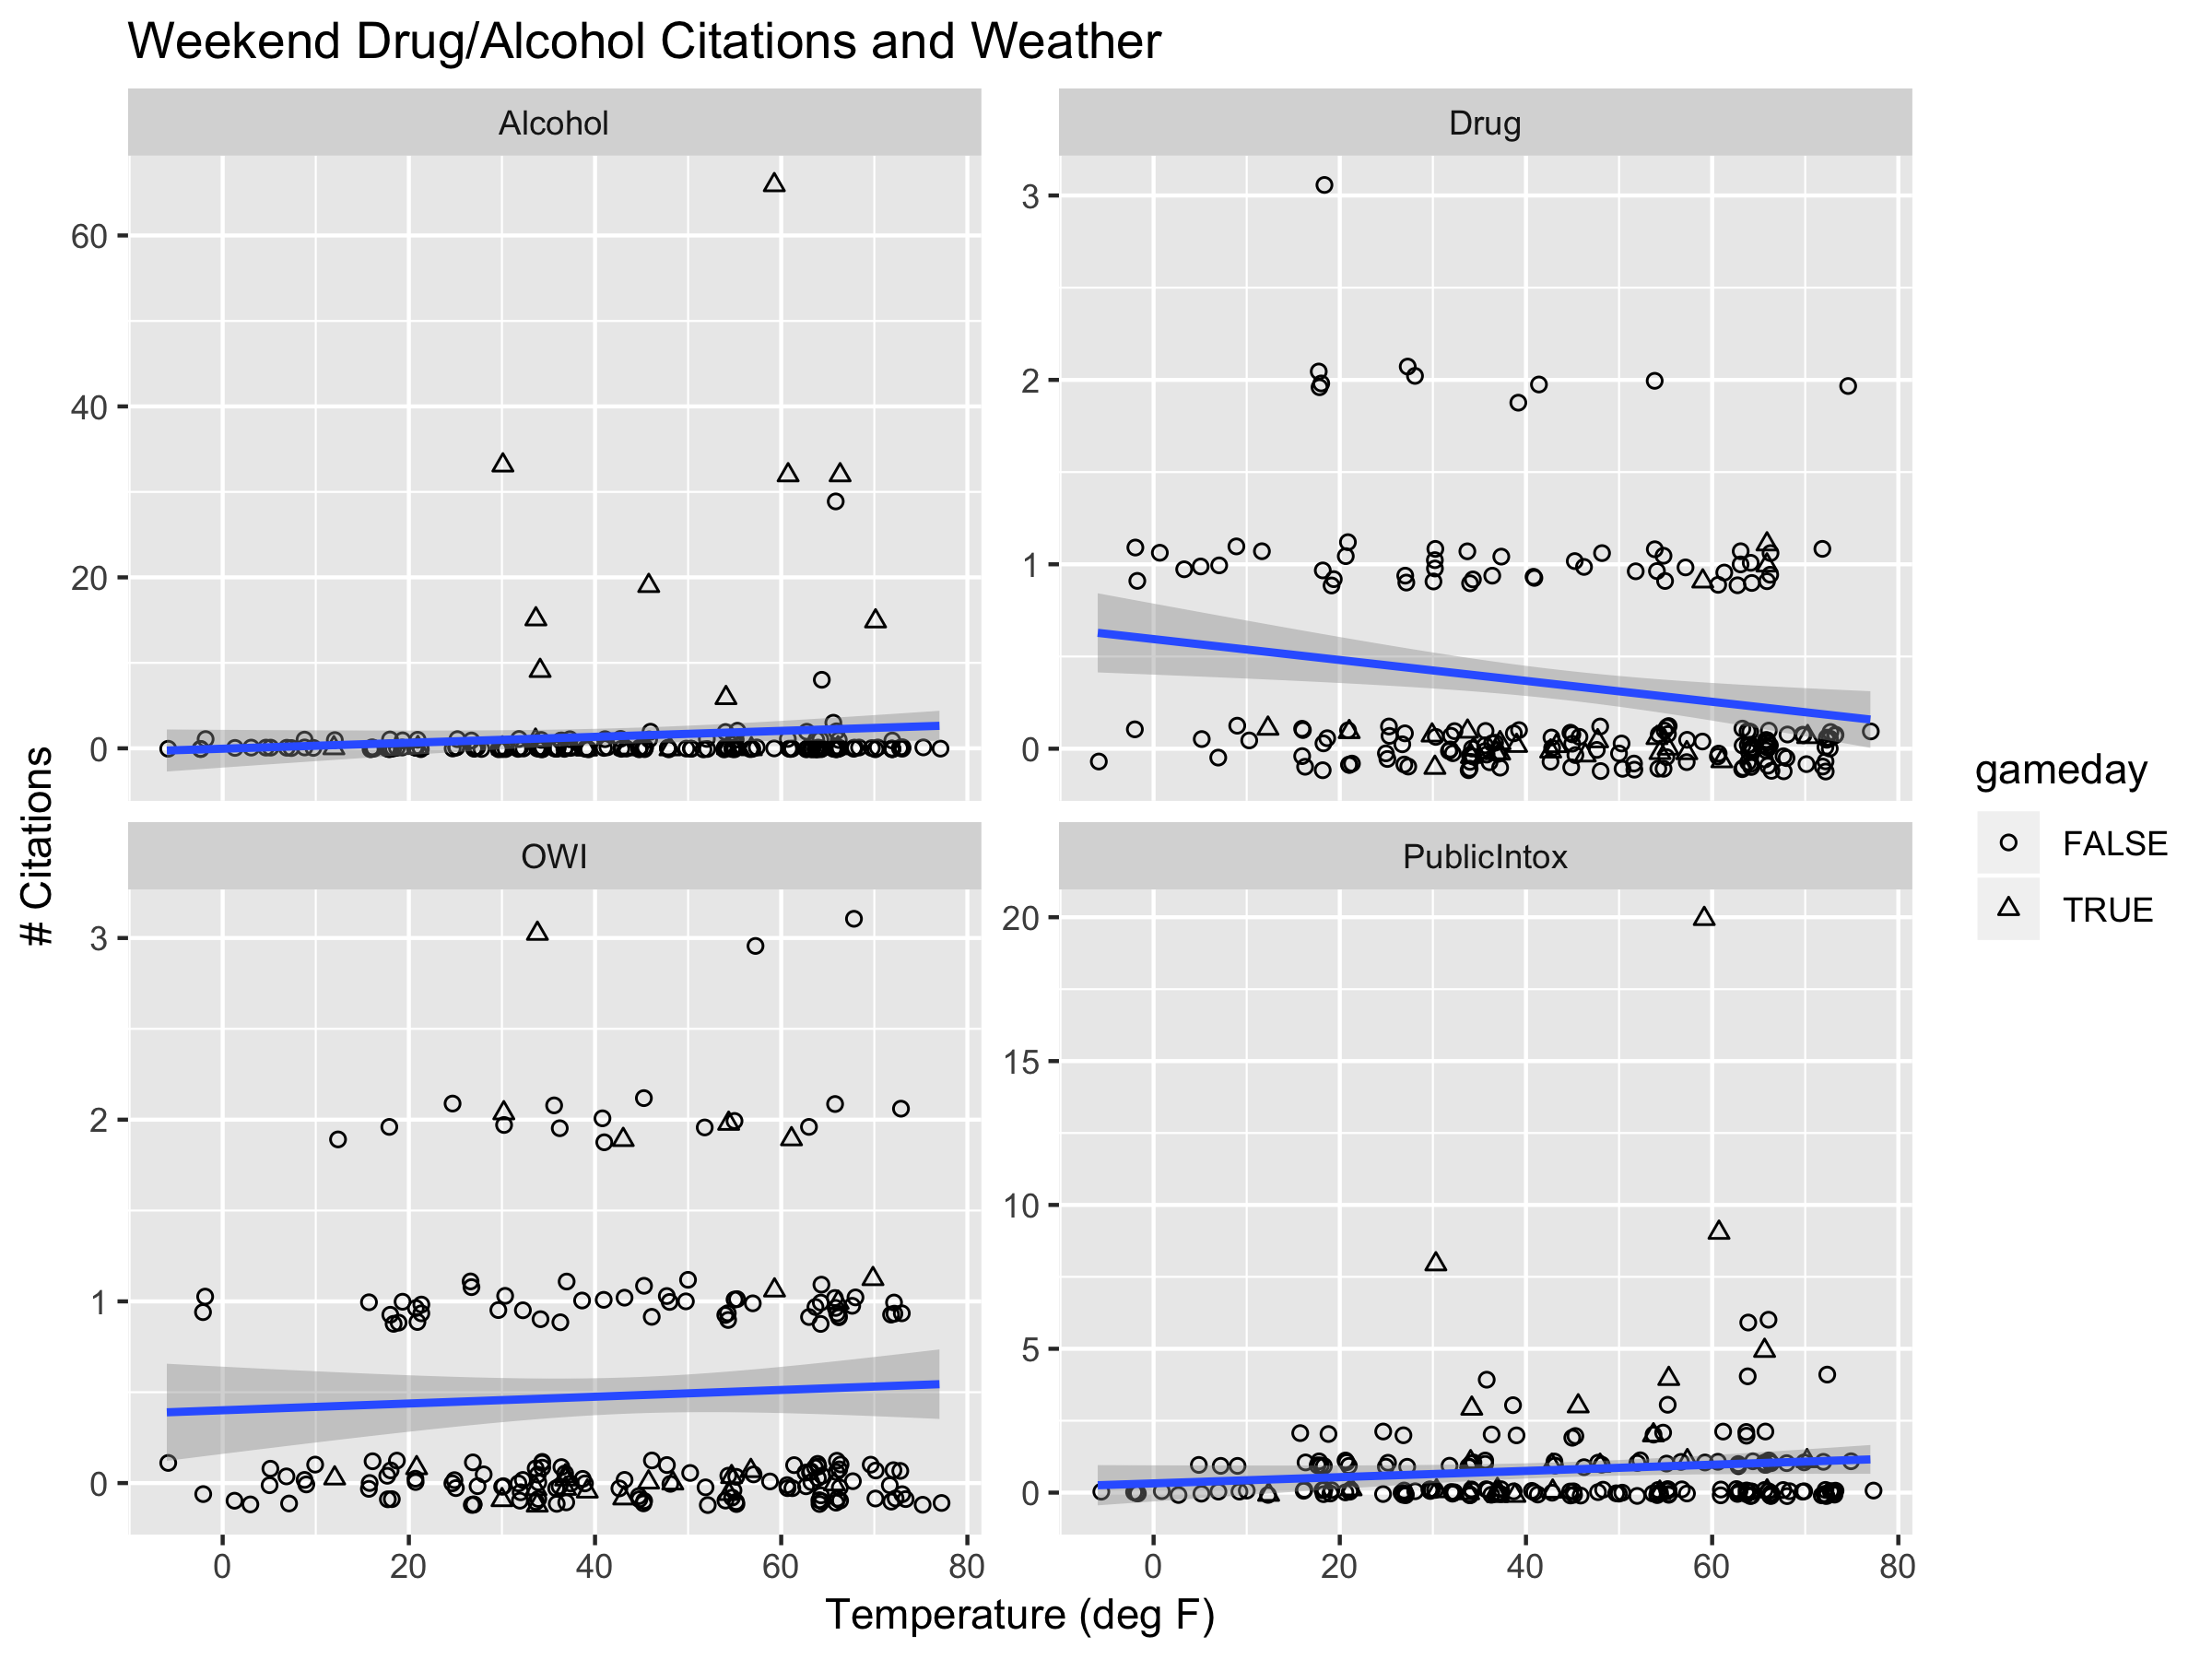 Weekend Drug/Alcohol Citations and Weather
Alcohol
Drug
60
40
20
0
3
2
1
0
OWI
PublicIntox
3
2
1
0
20
15
10
5
0
0 20 40 60 80
0 20 40 60 80
# Citations
Temperature (deg F)
gameday
FALSE
TRUE